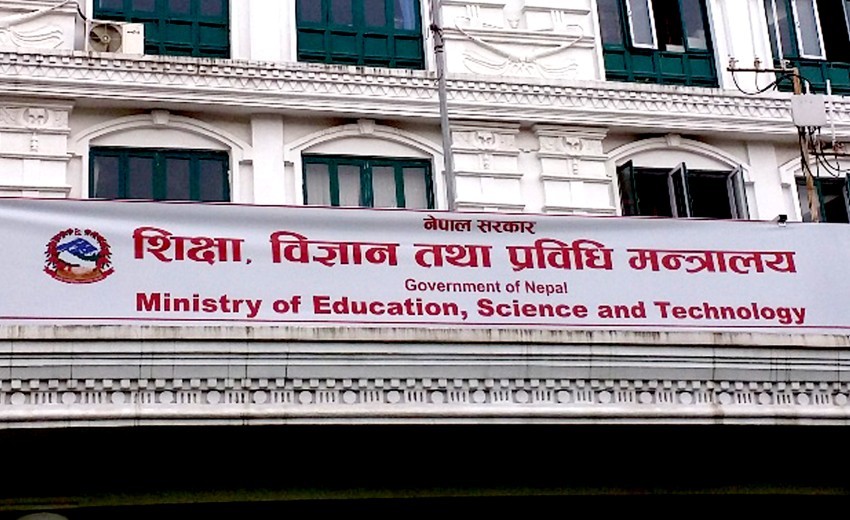 नेपाल सरकार
शिक्षा, विज्ञान तथा प्रविधि मन्त्रालय
Government of Nepal
Ministry of Education, Science and Technology